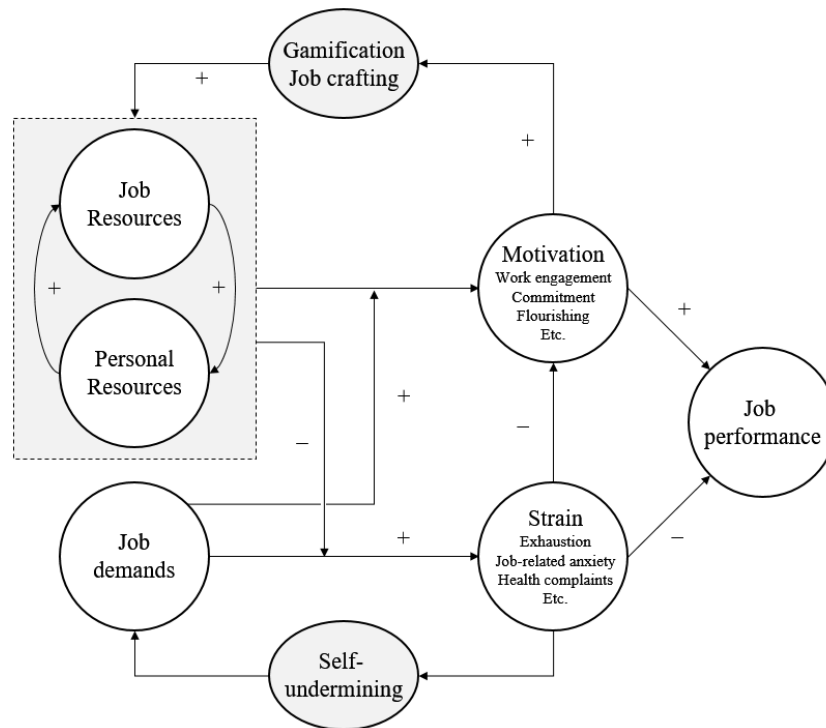 Gamification
Job crafting
+
+
Job
Resources
+
+
Personal
Resources
Motivation
Work engagement
Commitment
Flourishing
Etc.
+
+
–
–
Job
performance
Job
demands
+
Strain
Exhaustion
Job-related anxiety
Health complaints
Etc.
–
Self-
undermining